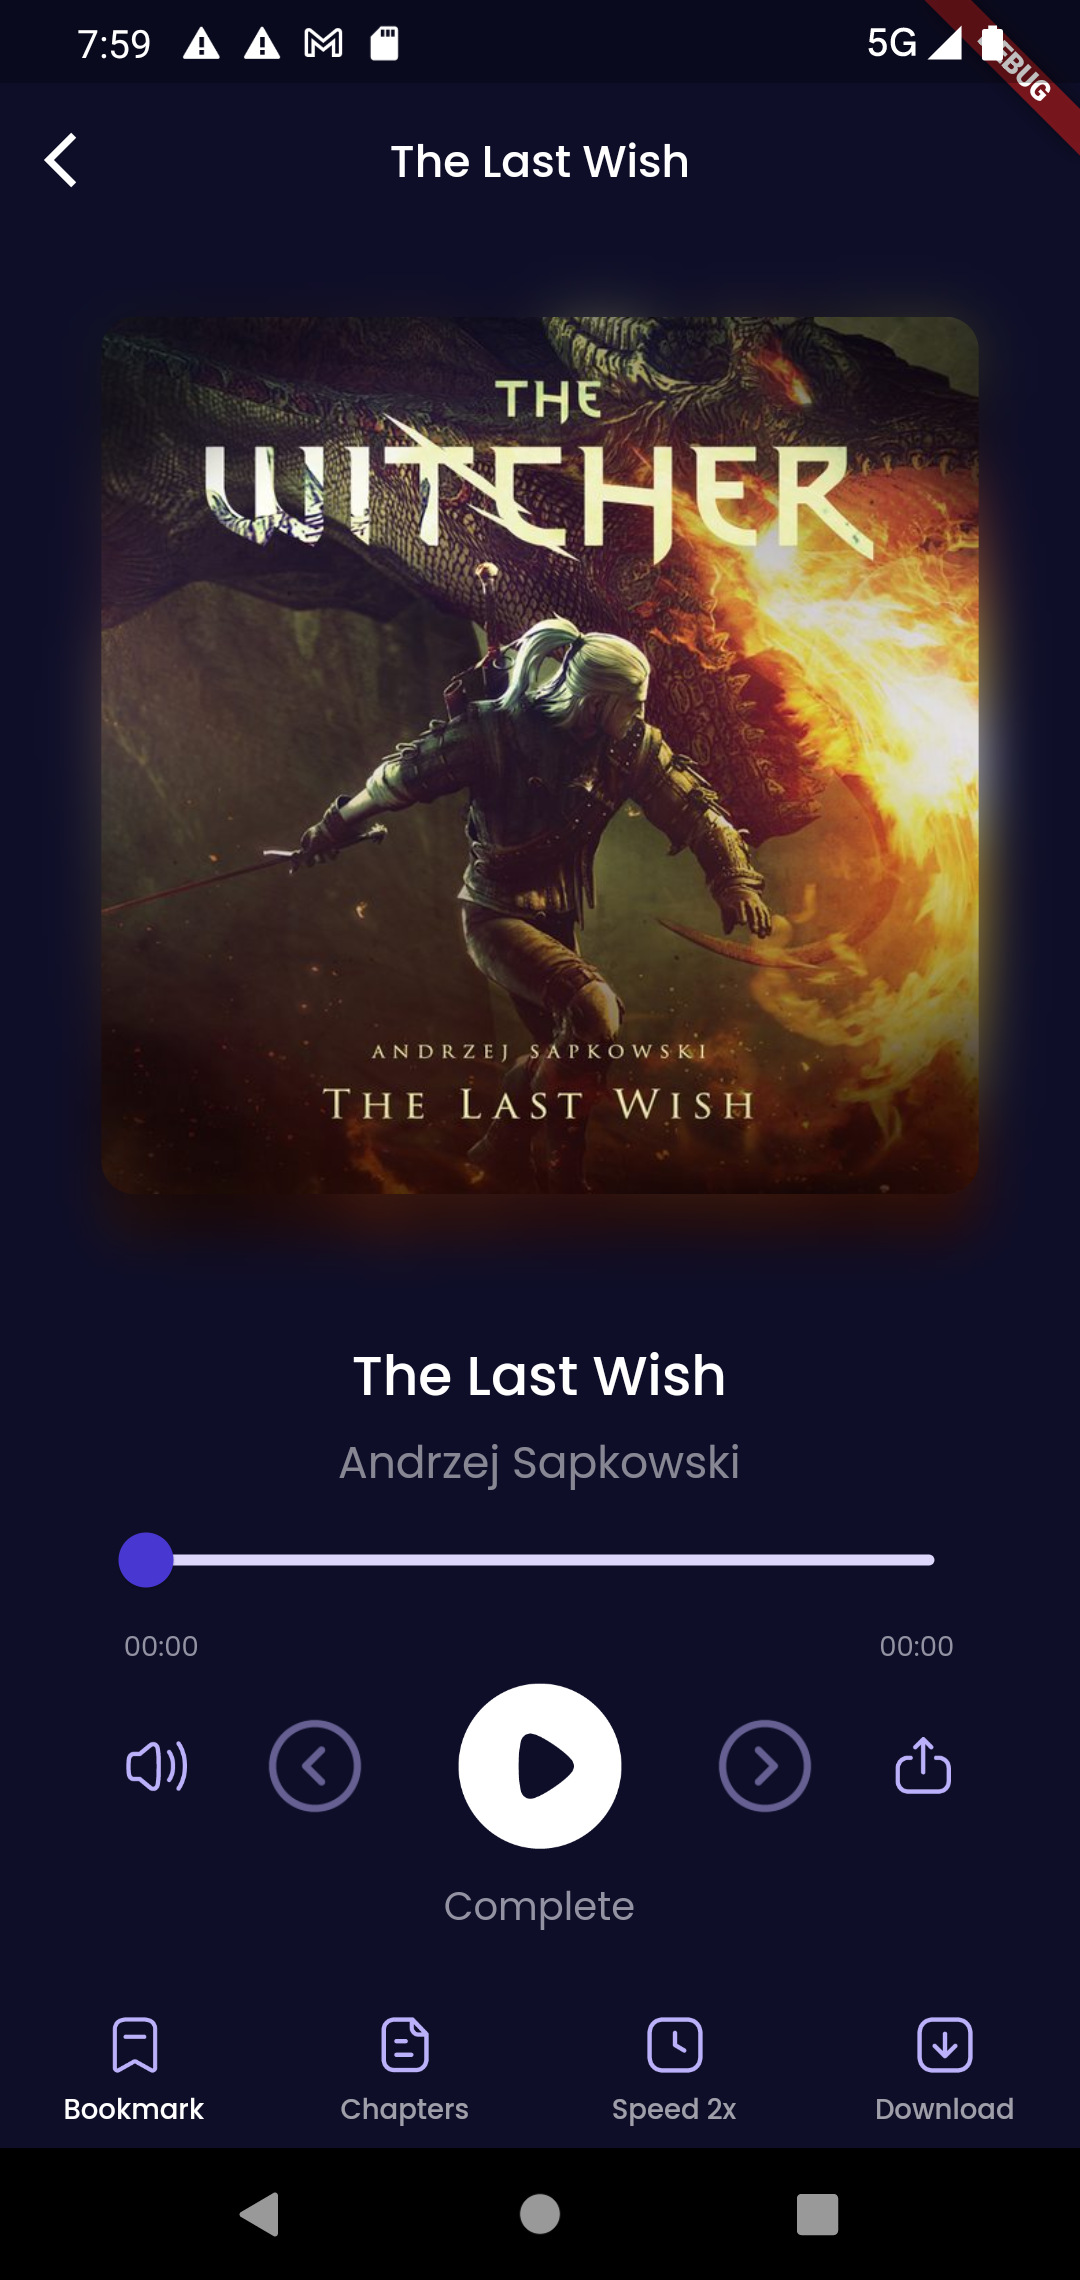 7:59 5G
DEBUG
The Last Wish
THE
WITCHER
ANDRZEJ SAPKOWSKI
THE LAST WISH
The Last Wish
Andrzej Sapkowski
00:00 00:00
Complete
Bookmark Chapters Speed 2x Download